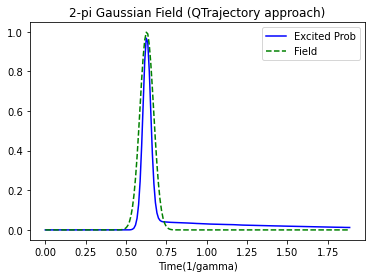 2-pi Gaussian Field (QTrajectory approach)
Excited Prob
Field
1.0
0.8
0.6
0.4
0.2
0.0
0.00 0.25 0.50 0.75 1.00 1.25 1.50 1.75
Time(1/gamma)